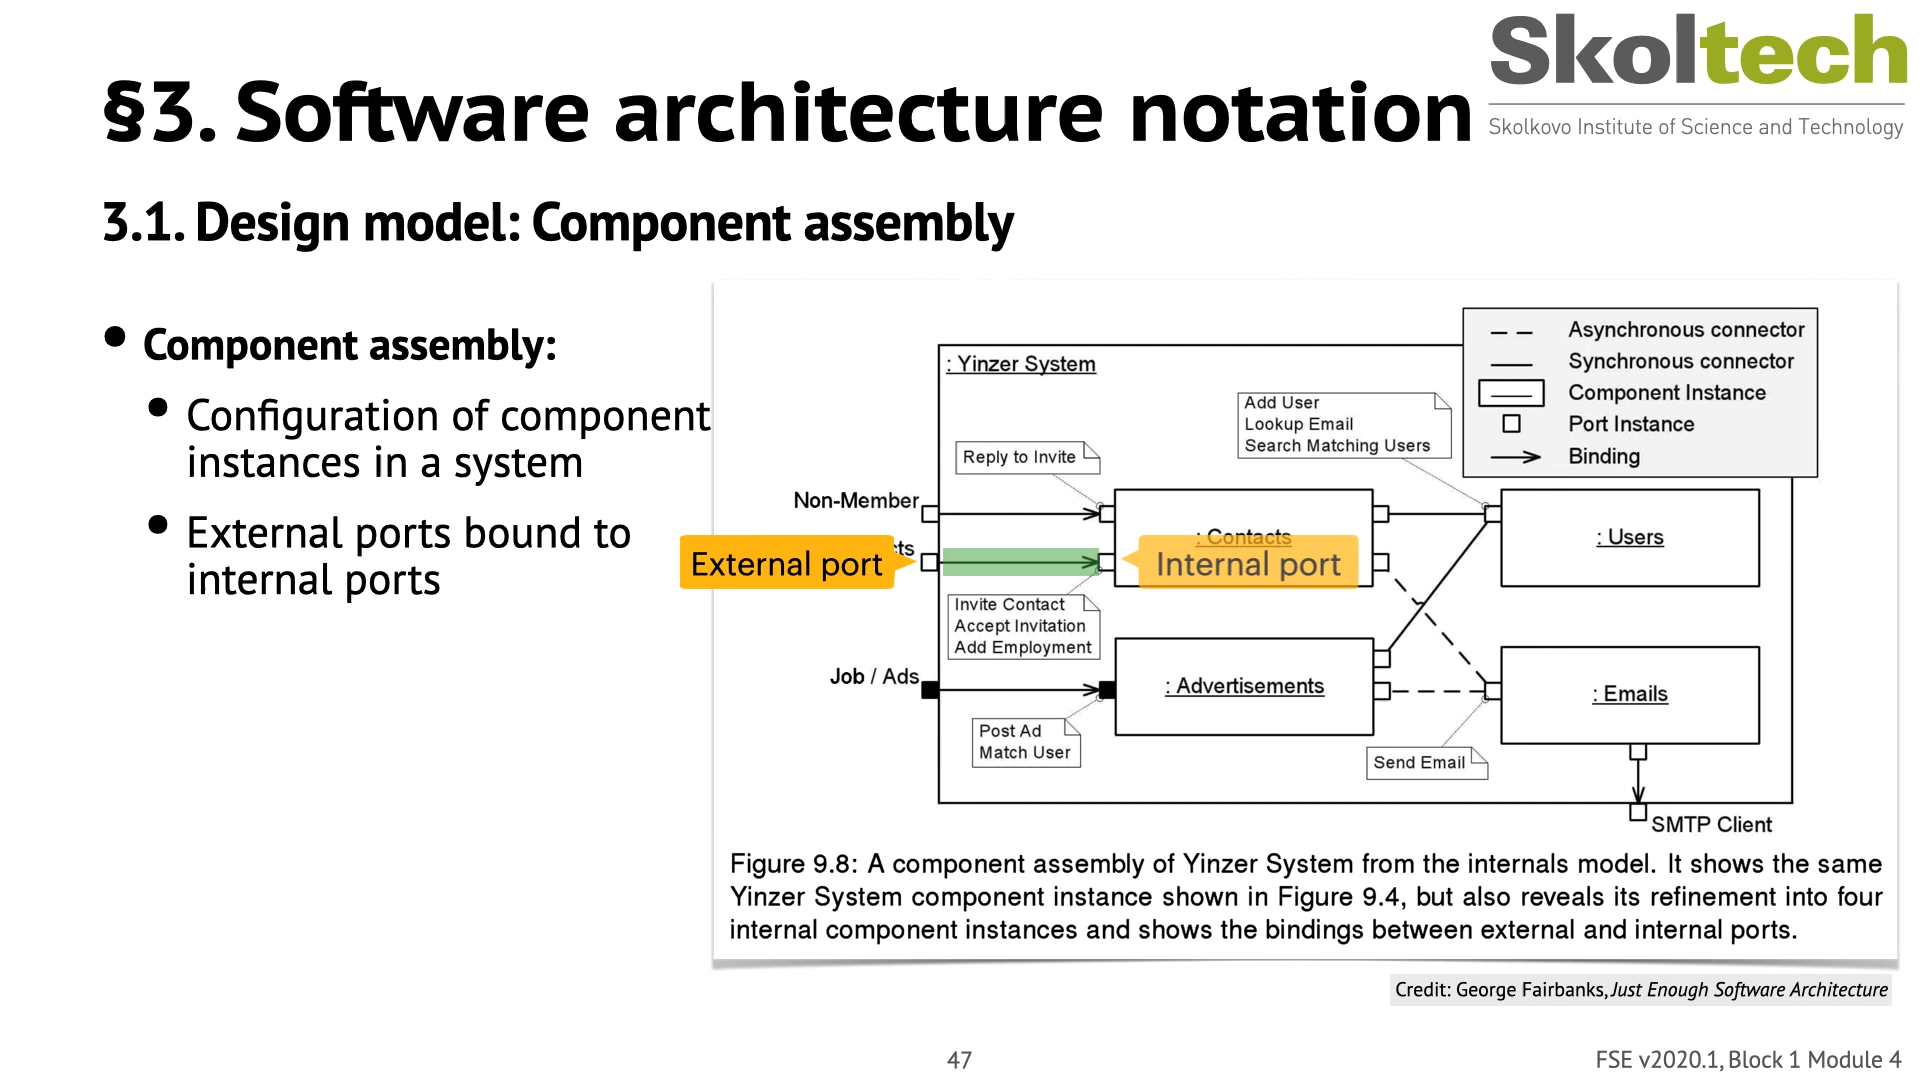 Skoltech
Skolkovo Institute of Science and Technology
§3. Software architecture notation
3.1. Design model: Component assembly
• Component assembly:
• Configuration of component
instances in a system
• External ports bound to
internal ports
Asynchronous connector
Synchronous connector
Component Instance
Port Instance
Binding
: Yinzer System
Add User
Lookup Email
Search Matching Users
Reply to Invite
Non-Member
: Contacts
: Users
External port
Internal port
Invite Contact
Accept Invitation
Add Employment
Job / Ads
: Advertisements
: Emails
Post Ad
Match User
Send Email
SMTP Client
Figure 9.8: A component assembly of Yinzer System from the internals model. It shows the same
Yinzer System component instance shown in Figure 9.4, but also reveals its refinement into four
internal component instances and shows the bindings between external and internal ports.
Credit: George Fairbanks, Just Enough Software Architecture
47
FSE v2020.1, Block 1 Module 4